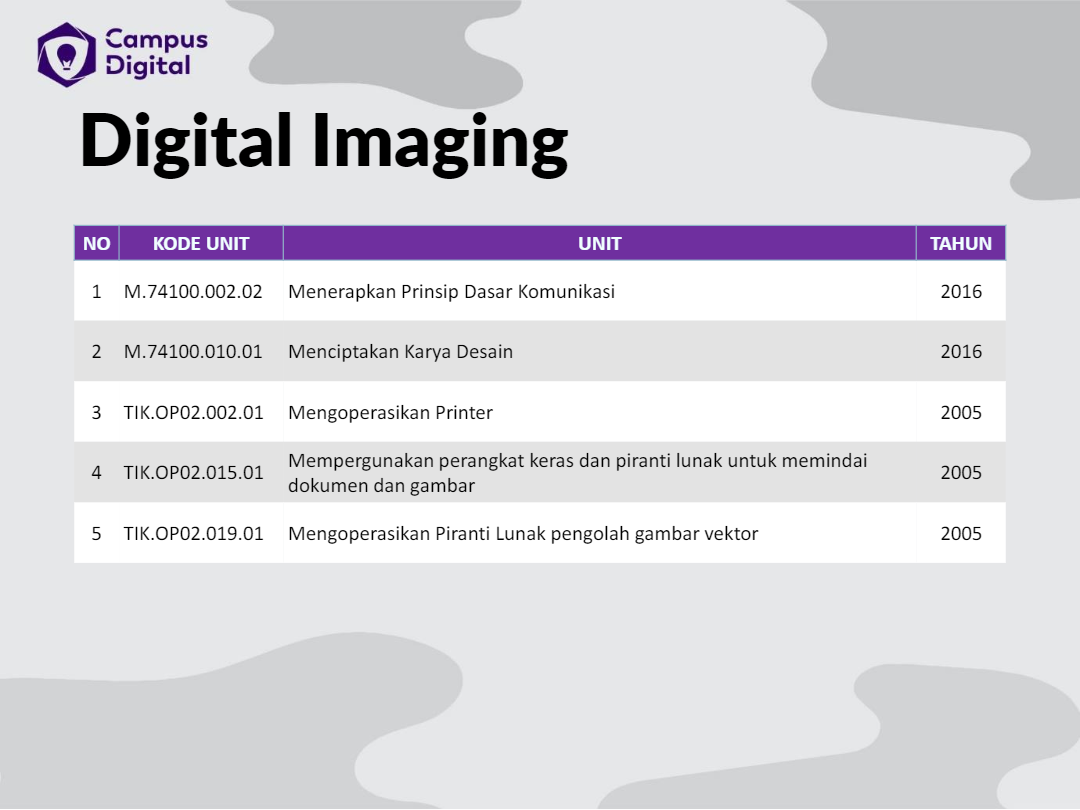 Campus
Digital
Digital Imaging
NO KODE UNIT UNIT TAHUN
1 M.74100.002.02 Menerapkan Prinsip Dasar Komunikasi 2016
2 M.74100.010.01 Menciptakan Karya Desain 2016
3 TIK.OP02.002.01 Mengoperasikan Printer 2005
4 TIK.OP02.015.01 Mempergunakan perangkat keras dan piranti lunak untuk memindai
dokumen dan gambar 2005
5 TIK.OP02.019.01 Mengoperasikan Piranti Lunak pengolah gambar vektor 2005